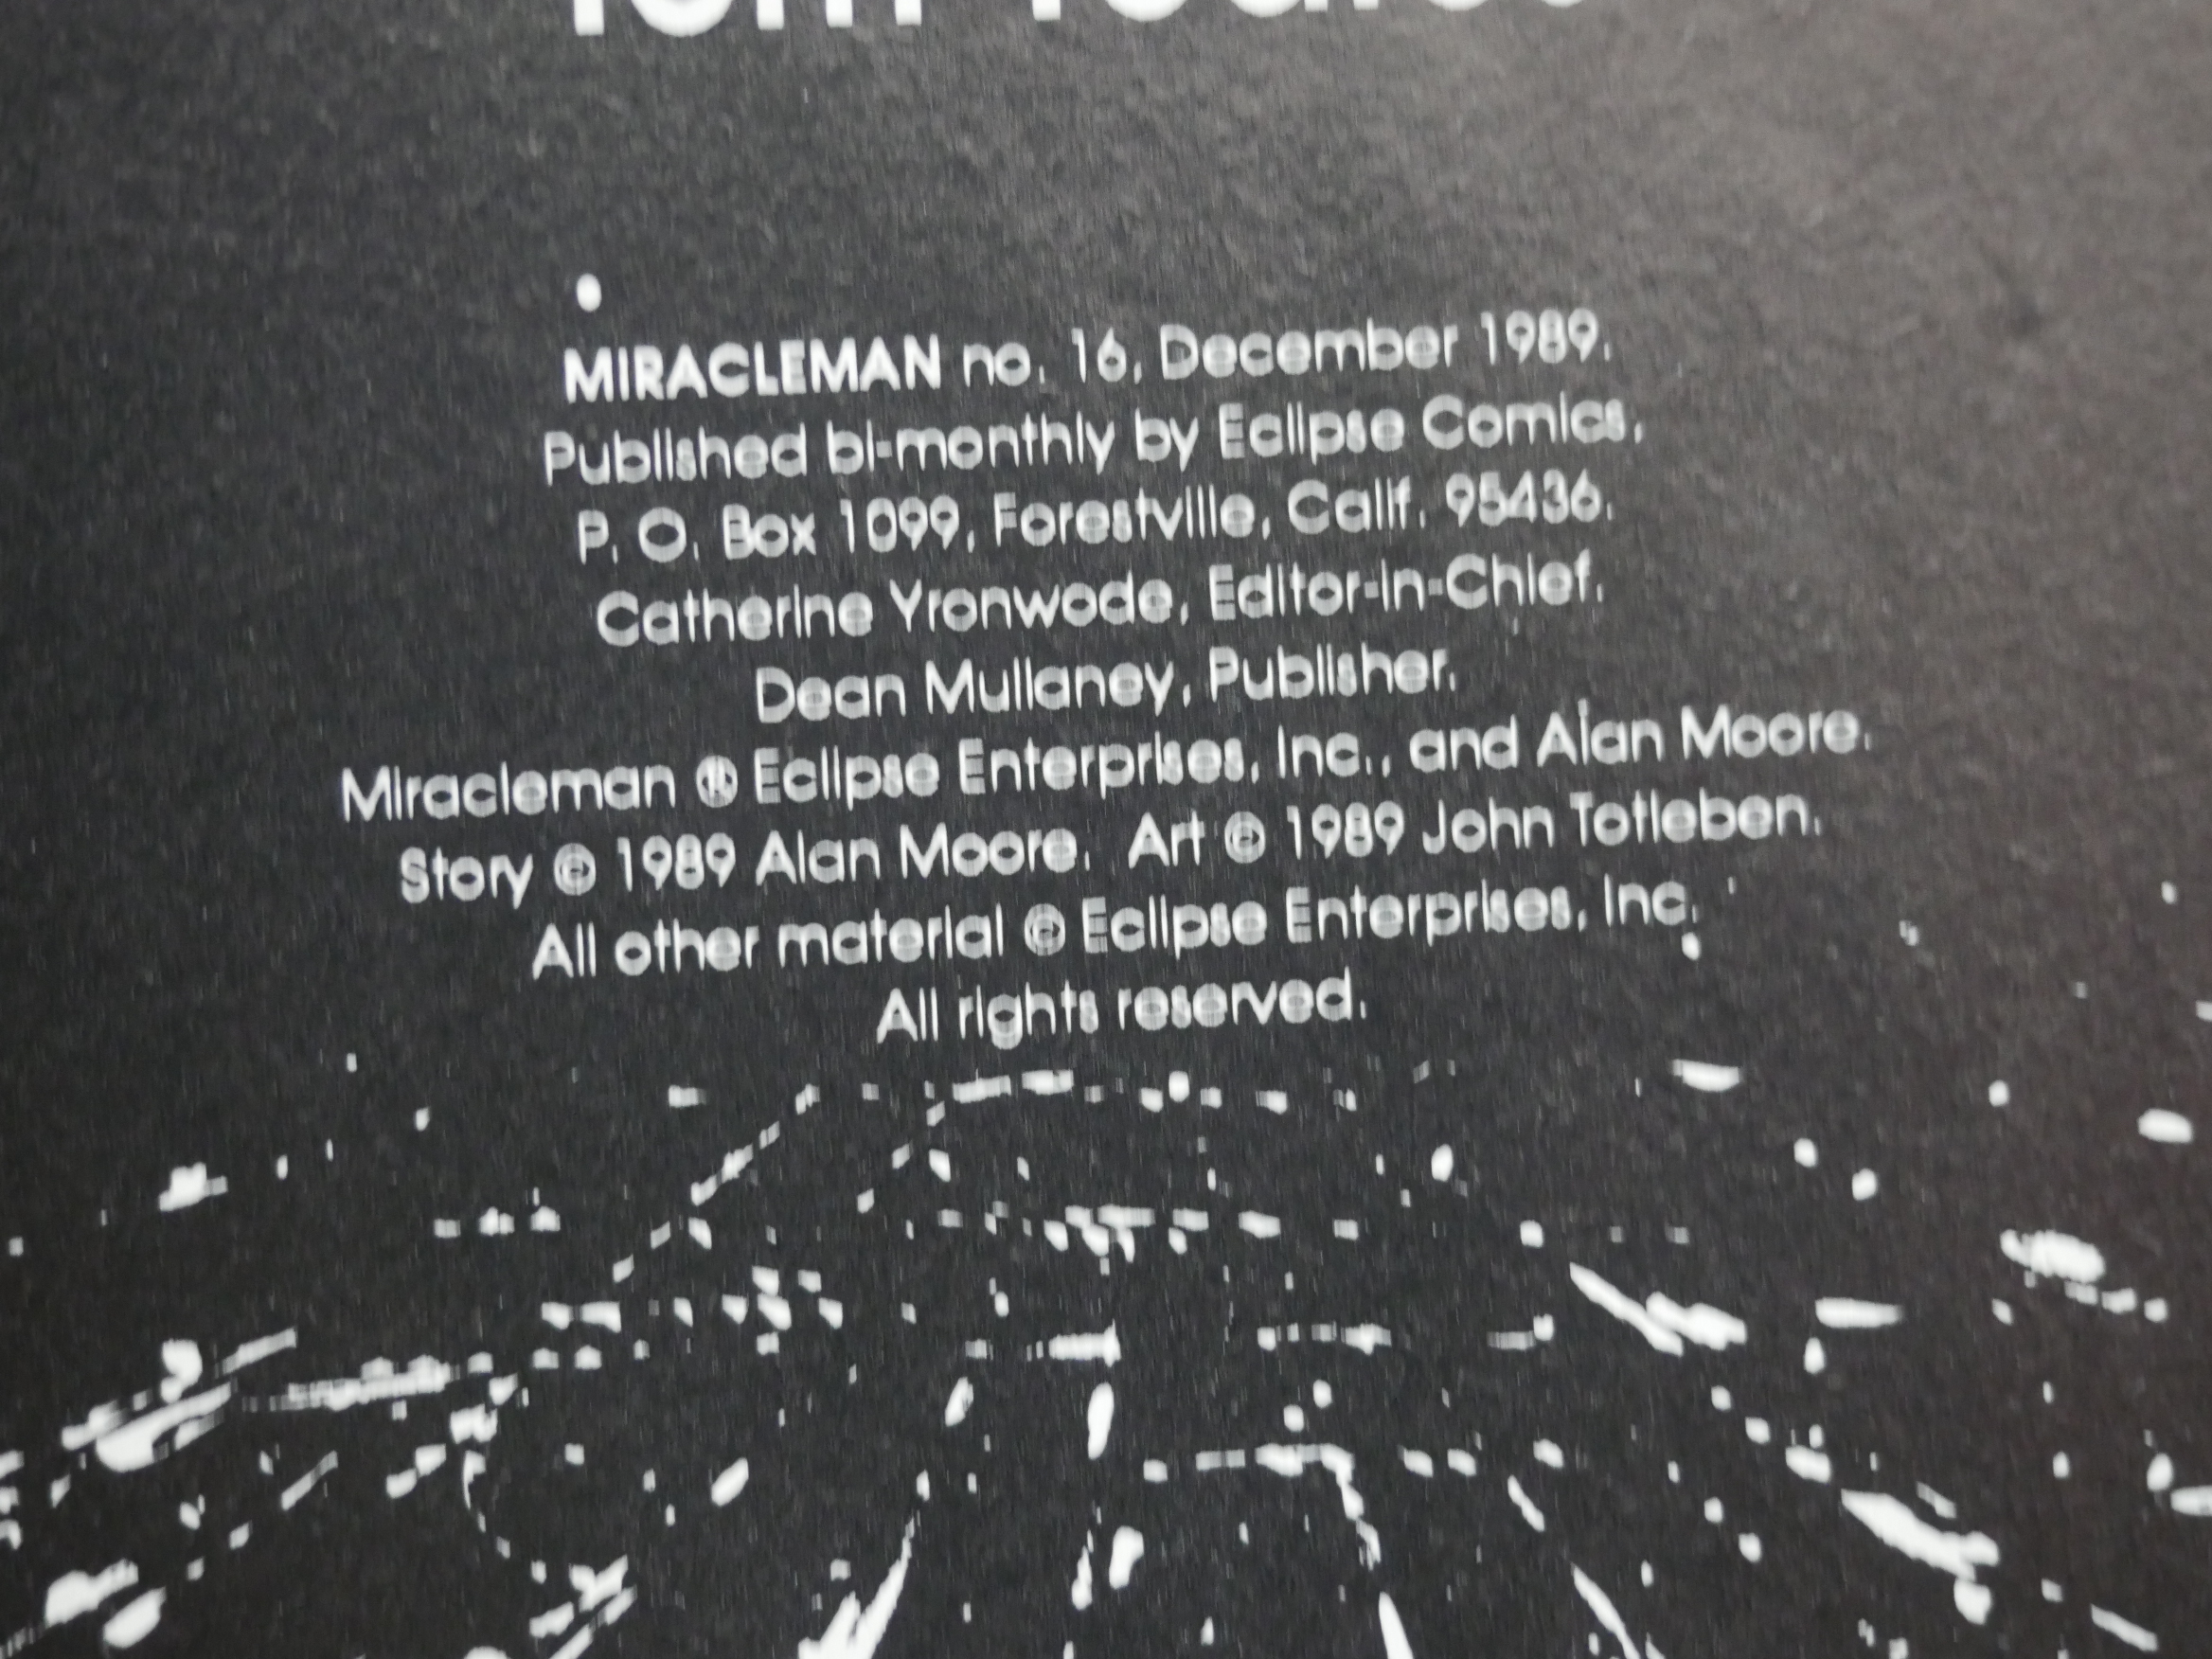 MIRACLEMAN no. 16, December 1989.
Published bi-monthly by Eclipse Comics,
P. O. Box 1099, Forestville, Calif. 95436.
Catherine Yronwode, Editor-in-Chief.
Dean Mullaney, Publisher.
Miracleman ® Eclipse Enterprises, Inc., and Alan Moore.
Story © 1989 Alan Moore. Art © 1989 John Totleben.
All other material © Eclipse Enterprises, Inc.
All rights reserved.